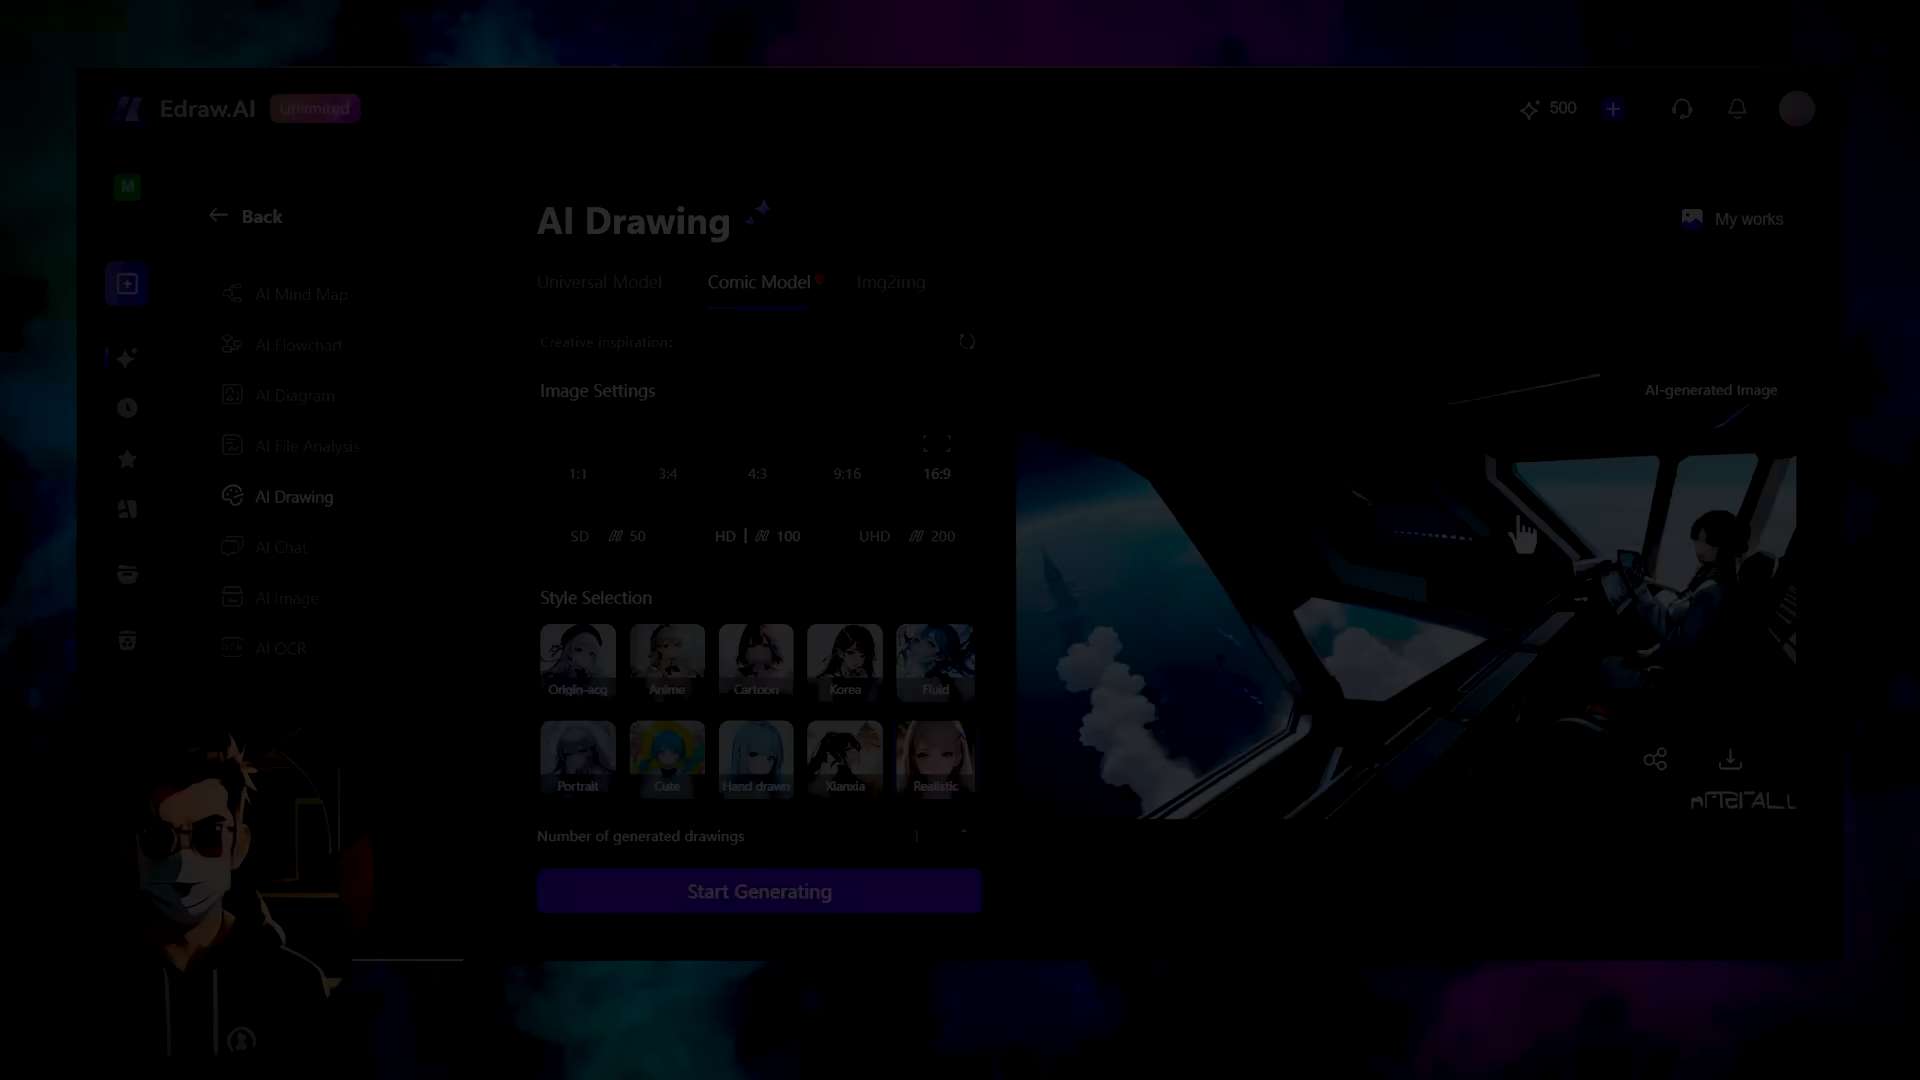 Edraw.AI Unlimited
500
M
Back
AI Drawing
My works
Universal Model Comic Model Img2img
AI Mind Map
AI Flowchart
AI Diagram
AI File Analysis
AI Drawing
AI Chat
AI Image
AI OCR
Creative inspiration:
Image Settings
AI-generated Image
1:1 3:4 4:3 9:16 16:9
SD 50 HD 100 UHD 200
Style Selection
Origin-acg Anime Cartoon Korea Fluid
Portrait Cute Hand drawn Xianxia Realistic
Number of generated drawings 1
Start Generating